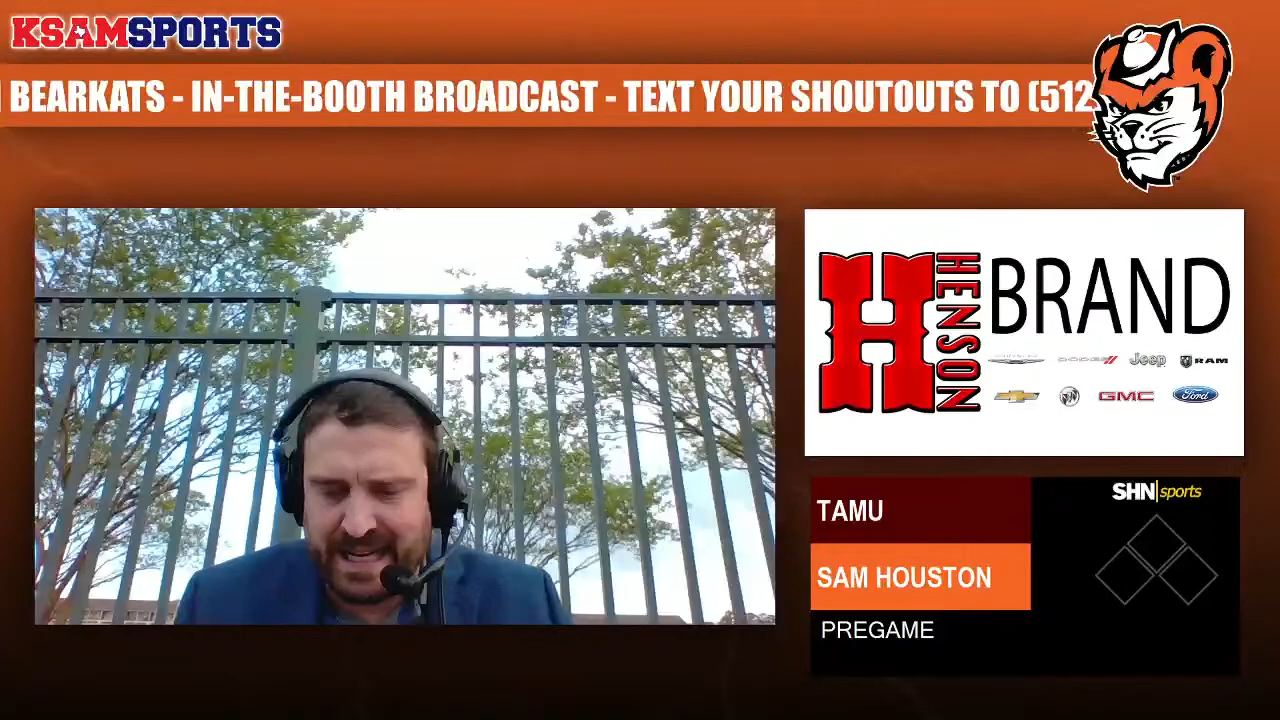 KSAMSPORTS
BEARKATS - IN-THE-BOOTH BROADCAST - TEXT YOUR SHOUTOUTS TO (512
HENSON
BRAND
DODGE
Jeep
RAM
GMC
Ford
SHN|sports
TAMU
SAM HOUSTON
PREGAME